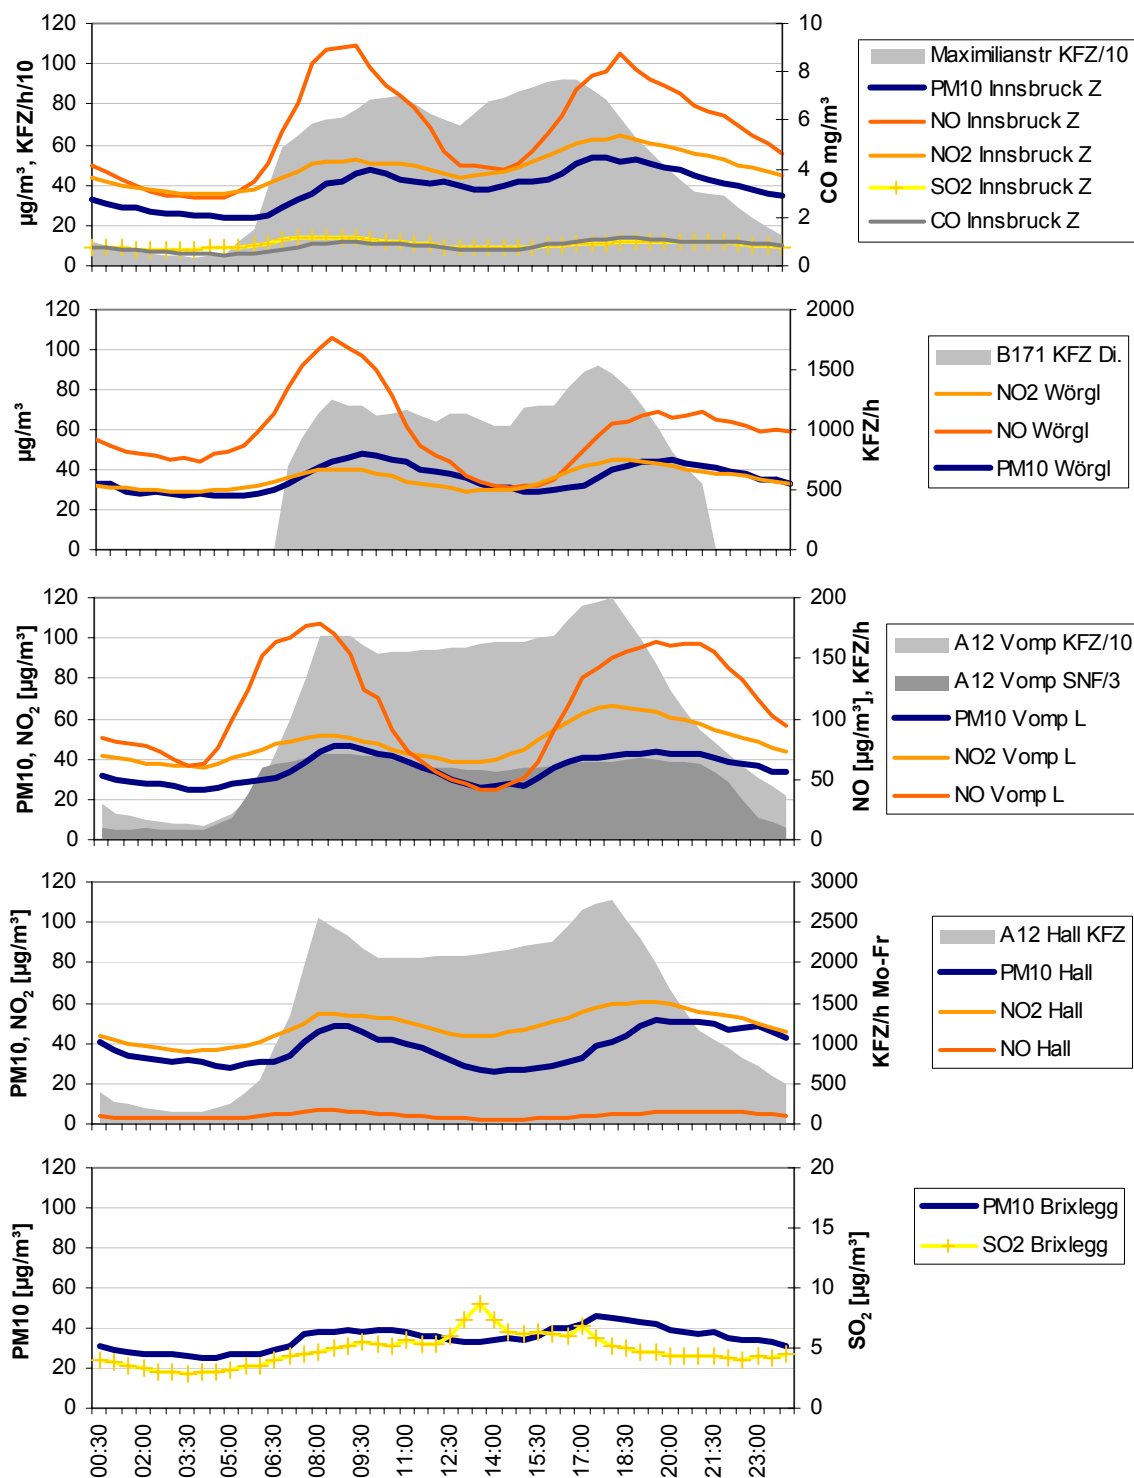 120
100
80
60
40
20
0
µg/m³, KFZ/h/10
10
8
6
4
2
0
CO mg/m³
Maximilianstr KFZ/10
PM10 Innsbruck Z
NO Innsbruck Z
NO2 Innsbruck Z
SO2 Innsbruck Z
CO Innsbruck Z
120
100
80
60
40
20
0
µg/m³
2000
1500
1000
500
0
KFZ/h
B171 KFZ Di.
NO2 Wörgl
NO Wörgl
PM10 Wörgl
120
100
80
60
40
20
0
PM10, NO₂ [µg/m³]
200
150
100
50
0
NO [µg/m³], KFZ/h
A12 Vomp KFZ/10
A12 Vomp SNF/3
PM10 Vomp L
NO2 Vomp L
NO Vomp L
120
100
80
60
40
20
0
PM10, NO₂ [µg/m³]
3000
2500
2000
1500
1000
500
0
KFZ/h Mo-Fr
A12 Hall KFZ
PM10 Hall
NO2 Hall
NO Hall
120
100
80
60
40
20
0
PM10 [µg/m³]
20
15
10
5
0
SO₂ [µg/m³]
PM10 Brixlegg
SO2 Brixlegg
00:30
02:00
03:30
05:00
06:30
08:00
09:30
11:00
12:30
14:00
15:30
17:00
18:30
20:00
21:30
23:00